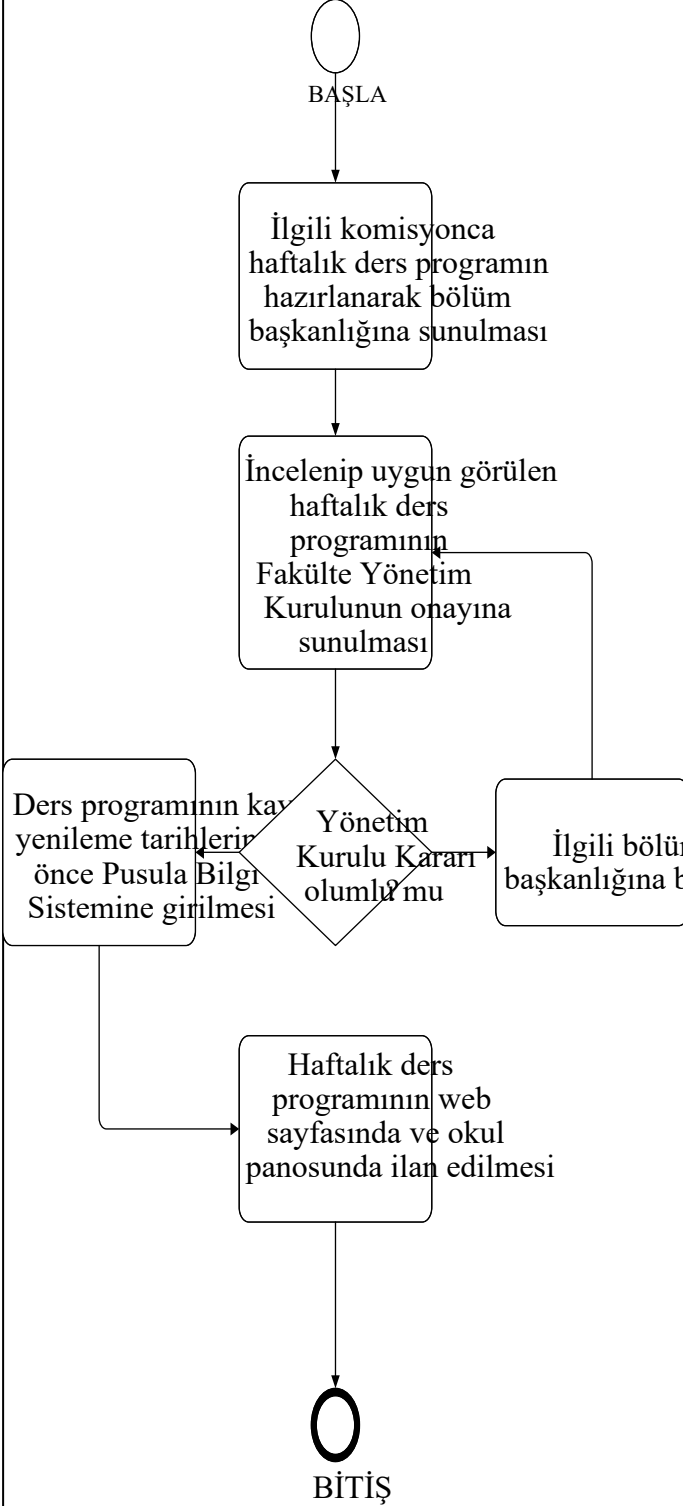 BAŞLA
İlgili komisyonca
haftalık ders programın
hazırlanarak bölüm
başkanlığına sunulması
İncelenip uygun görülen
haftalık ders
programının
Fakülte Yönetim
Kurulunun onayına
sunulması
Ders programının
yenileme
önce Pusula Bilgi
Sistemine girilmesi
Yönetim
Kurulu Kararı
olumlu mu
?
İlgili
başkanlığına
Haftalık ders
programının web
sayfasında ve okul
panosunda ilan edilmesi
BİTİŞ